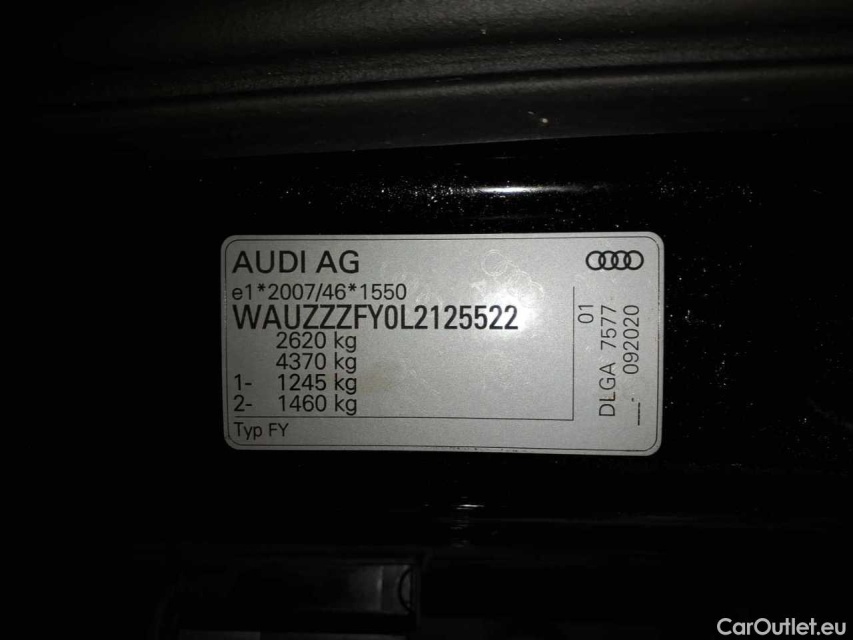 AUDI AG
e1*2007/46*1550
WAUZZZFY0L2125522
2620 kg
4370 kg
1- 1245 kg
2- 1460 kg
Typ FY
01
DLGA 7577
092020
CarOutlet.eu